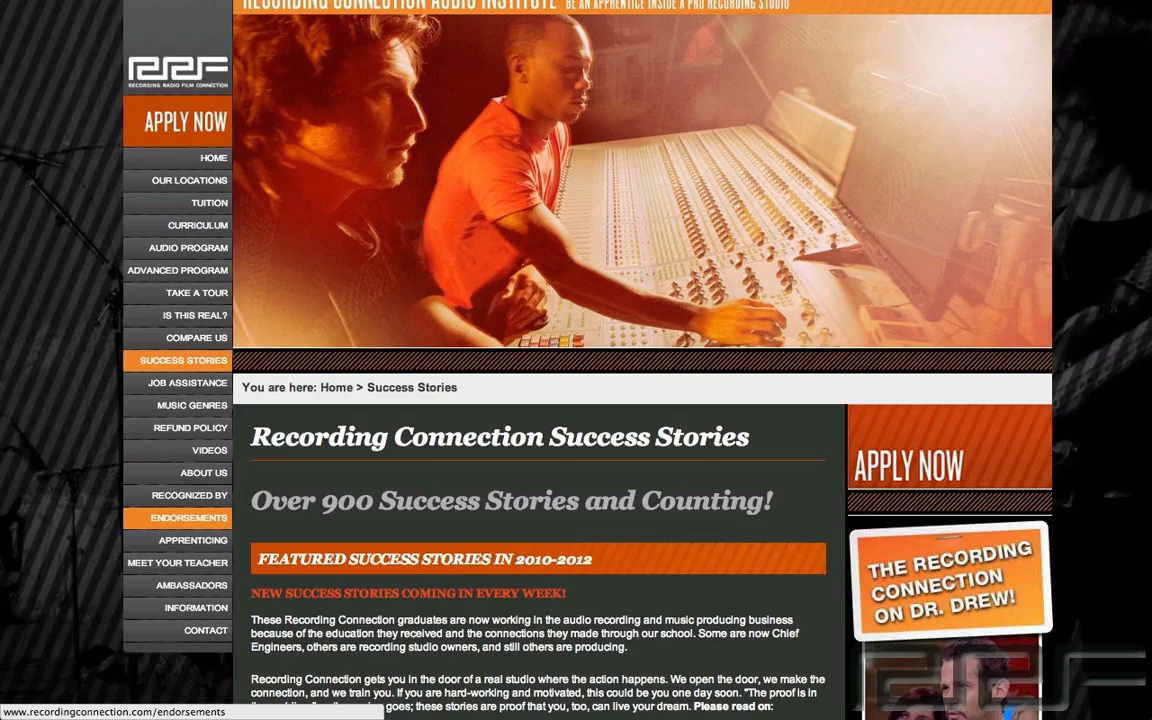 RECORDING CONNECTION AUDIO INSTITUTE BE AN APPRENTICE INSIDE A PRO RECORDING STUDIO
RRF
RECORDING RADIO FILM CONNECTION
APPLY NOW
HOME
OUR LOCATIONS
TUITION
CURRICULUM
AUDIO PROGRAM
ADVANCED PROGRAM
TAKE A TOUR
IS THIS REAL?
COMPARE US
SUCCESS STORIES
JOB ASSISTANCE
MUSIC GENRES
REFUND POLICY
VIDEOS
ABOUT US
RECOGNIZED BY
ENDORSEMENTS
APPRENTICING
MEET YOUR TEACHER
AMBASSADORS
INFORMATION
CONTACT
You are here: Home > Success Stories
Recording Connection Success Stories
Over 900 Success Stories and Counting!
FEATURED SUCCESS STORIES IN 2010-2012
NEW SUCCESS STORIES COMING IN EVERY WEEK!
These Recording Connection graduates are now working in the audio recording and music producing business
because of the education they received and the connections they made through our school. Some are now Chief
Engineers, others are recording studio owners, and still others are producing.
Recording Connection gets you in the door of a real studio where the action happens. We open the door, we make the
connection, and we train you. If you are hard-working and motivated, this could be you one day soon. "The proof is in
goes; these stories are proof that you, too, can live your dream. Please read on:
APPLY NOW
THE RECORDING
CONNECTION
ON DR. DREW!
RRF
www.recordingconnection.com/endorsements